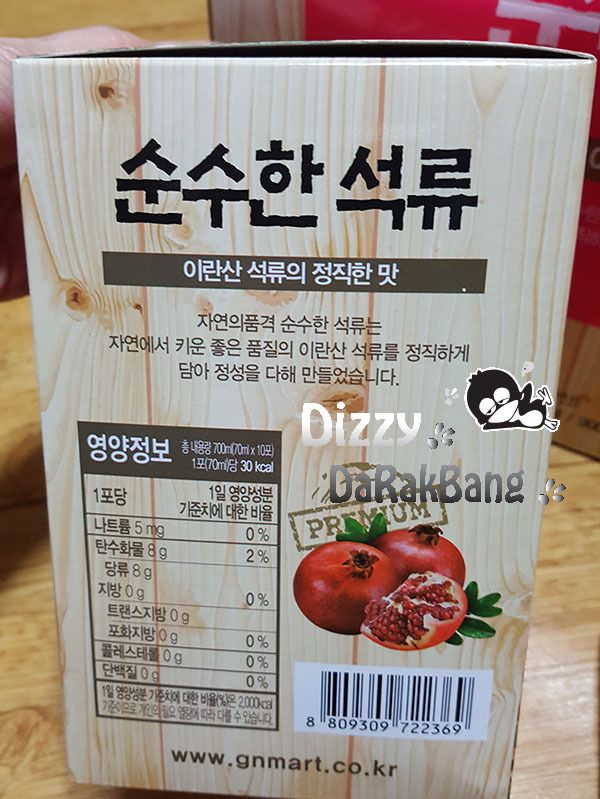 순수한 석류
이란산 석류의 정직한 맛
자연의품격 순수한 석류는
자연에서 키운 좋은 품질의 이란산 석류를 정직하게
담아 정성을 다해 만들었습니다.
Dizzy
DaRakBang
PREMIUM
영양정보
총 내용량 700ml(70ml x 10포)
1포(70ml)당 30 kcal
1포당 1일 영양성분
기준치에 대한 비율
나트륨 5 mg 0 %
탄수화물 8 g 2 %
당류 8 g
지방 0 g 0 %
트랜스지방 0 g
포화지방 0 g 0 %
콜레스테롤 0 g 0 %
단백질 0 g 0 %
1일 영양성분 기준치에 대한 비율(%)은 2,000kcal
기준이므로 개인의 필요 열량에 따라 다를 수 있습니다.
8 809309 722369
www.gnmart.co.kr